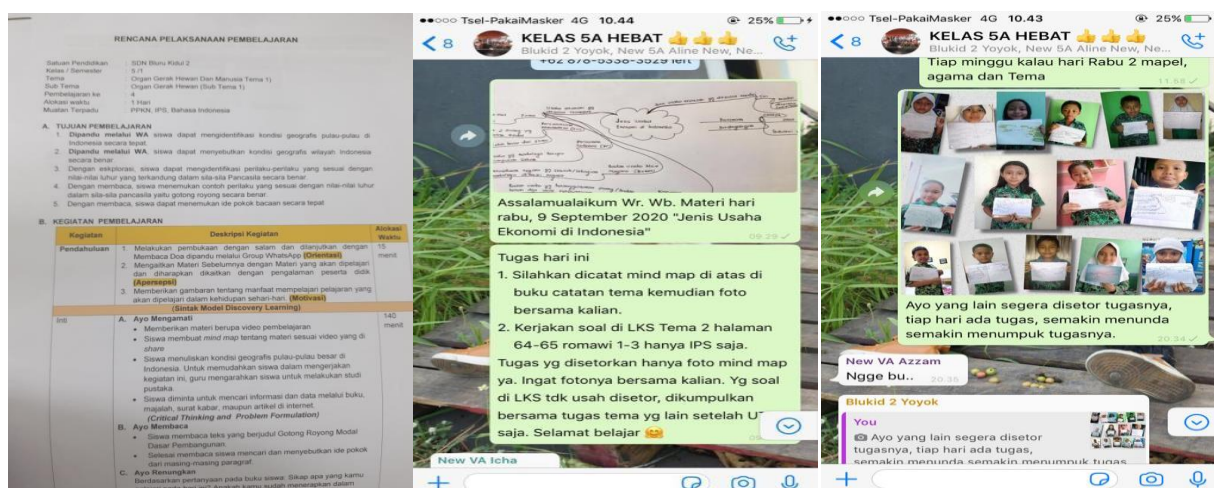 RENCANA PELAKSANAAN PEMBELAJARAN
Satuan Pendidikan : SDN Bluru Kidul 2
Kelas / Semester : 5 /1
Tema : Organ Gerak Hewan Dan Manusia Tema 1)
Sub Tema : Organ Gerak Hewan (Sub Tema 1)
Pembelajaran ke : 4
Alokasi waktu : 1 Hari
Muatan Terpadu : PPKN, IPS, Bahasa Indonesia
A. TUJUAN PEMBELAJARAN
1. Dipandu melalui WA siswa dapat mengidentifikasi kondisi geografis pulau-pulau di
Indonesia secara tepat.
2. Dipandu melalui WA, siswa dapat menyebutkan kondisi geografis wilayah Indonesia
secara benar.
3. Dengan eksplorasi, siswa dapat mengidentifikasi perilaku-perilaku yang sesuai dengan
nilai-nilai luhur yang terkandung dalam sila-sila Pancasila secara benar.
4. Dengan membaca, siswa menemukan contoh perilaku yang sesuai dengan nilai-nilai luhur
dalam sila-sila pancasila yaitu gotong royong secara benar.
5. Dengan membaca, siswa dapat menemukan ide pokok bacaan secara tepat.
B. KEGIATAN PEMBELAJARAN
Kegiatan Deskripsi Kegiatan Alokasi Waktu
Pendahuluan 1. Melakukan pembukaan dengan salam dan dilanjutkan dengan 15
Membaca Doa dipandu melalui Group WhatsApp (Orientasi) menit
2. Mengaitkan Materi Sebelumnya dengan Materi yang akan dipelajari
dan diharapkan dikaitkan dengan pengalaman peserta didik
(Apersepsi)
3. Memberikan gambaran tentang manfaat mempelajari pelajaran yang
akan dipelajari dalam kehidupan sehari-hari. (Motivasi)
(Sintak Model Discovery Learning)
Inti A. Ayo Mengamati 140
• Memberikan materi berupa video pembelajaran menit
• Siswa membuat mind map tentang materi sesuai video yang di
share
• Siswa menuliskan kondisi geografis pulau-pulau besar di
Indonesia. Untuk memudahkan siswa dalam mengerjakan
kegiatan ini, guru mengarahkan siswa untuk melakukan studi
pustaka.
• Siswa diminta untuk mencari informasi dan data melalui buku,
majalah, surat kabar, maupun artikel di internet.
(Critical Thinking and Problem Formulation)
B. Ayo Membaca
• Siswa membaca teks yang berjudul Gotong Royong Modal
Dasar Pembangunan.
• Selesai membaca siswa mencari dan menyebutkan ide pokok
dari masing-masing paragraf.
C. Ayo Renungkan
Berdasarkan pertanyaan pada buku siswa: Sikap apa yang kamu
Tsel-PakaiMasker 4G 10.44 25%
8 KELAS 5A HEBAT 👍👍👍
Blukid 2 Yoyok, New 5A Aline New, Ne...
+62 878-5338-3529 left
Assalamualaikum Wr. Wb. Materi hari
rabu, 9 September 2020 "Jenis Usaha
Ekonomi di Indonesia"
09.29
Tugas hari ini
1. Silahkan dicatat mind map di atas di
buku catatan tema kemudian foto
bersama kalian.
2. Kerjakan soal di LKS Tema 2 halaman
64-65 romawi 1-3 hanya IPS saja.
Tugas yg disetorkan hanya foto mind map
ya. Ingat fotonya bersama kalian. Yg soal
di LKS tdk usah disetor, dikumpulkan
bersama tugas tema yg lain setelah
saja. Selamat belajar 🤗
New VA Icha
Tsel-PakaiMasker 4G 10.43 25%
8 KELAS 5A HEBAT 👍👍👍
Blukid 2 Yoyok, New 5A Aline New, Ne...
Tiap minggu kalau hari Rabu 2 mapel,
agama dan Tema
11.58
Ayo yang lain segera disetor tugasnya,
tiap hari ada tugas, semakin menunda
semakin menumpuk tugasnya.
20.34
New VA Azzam
Ngge bu.. 20.35
Blukid 2 Yoyok
You
Ayo yang lain segera disetor
tugasnya, tiap hari ada tugas,
semakin menunda semakin menumpuk tugas